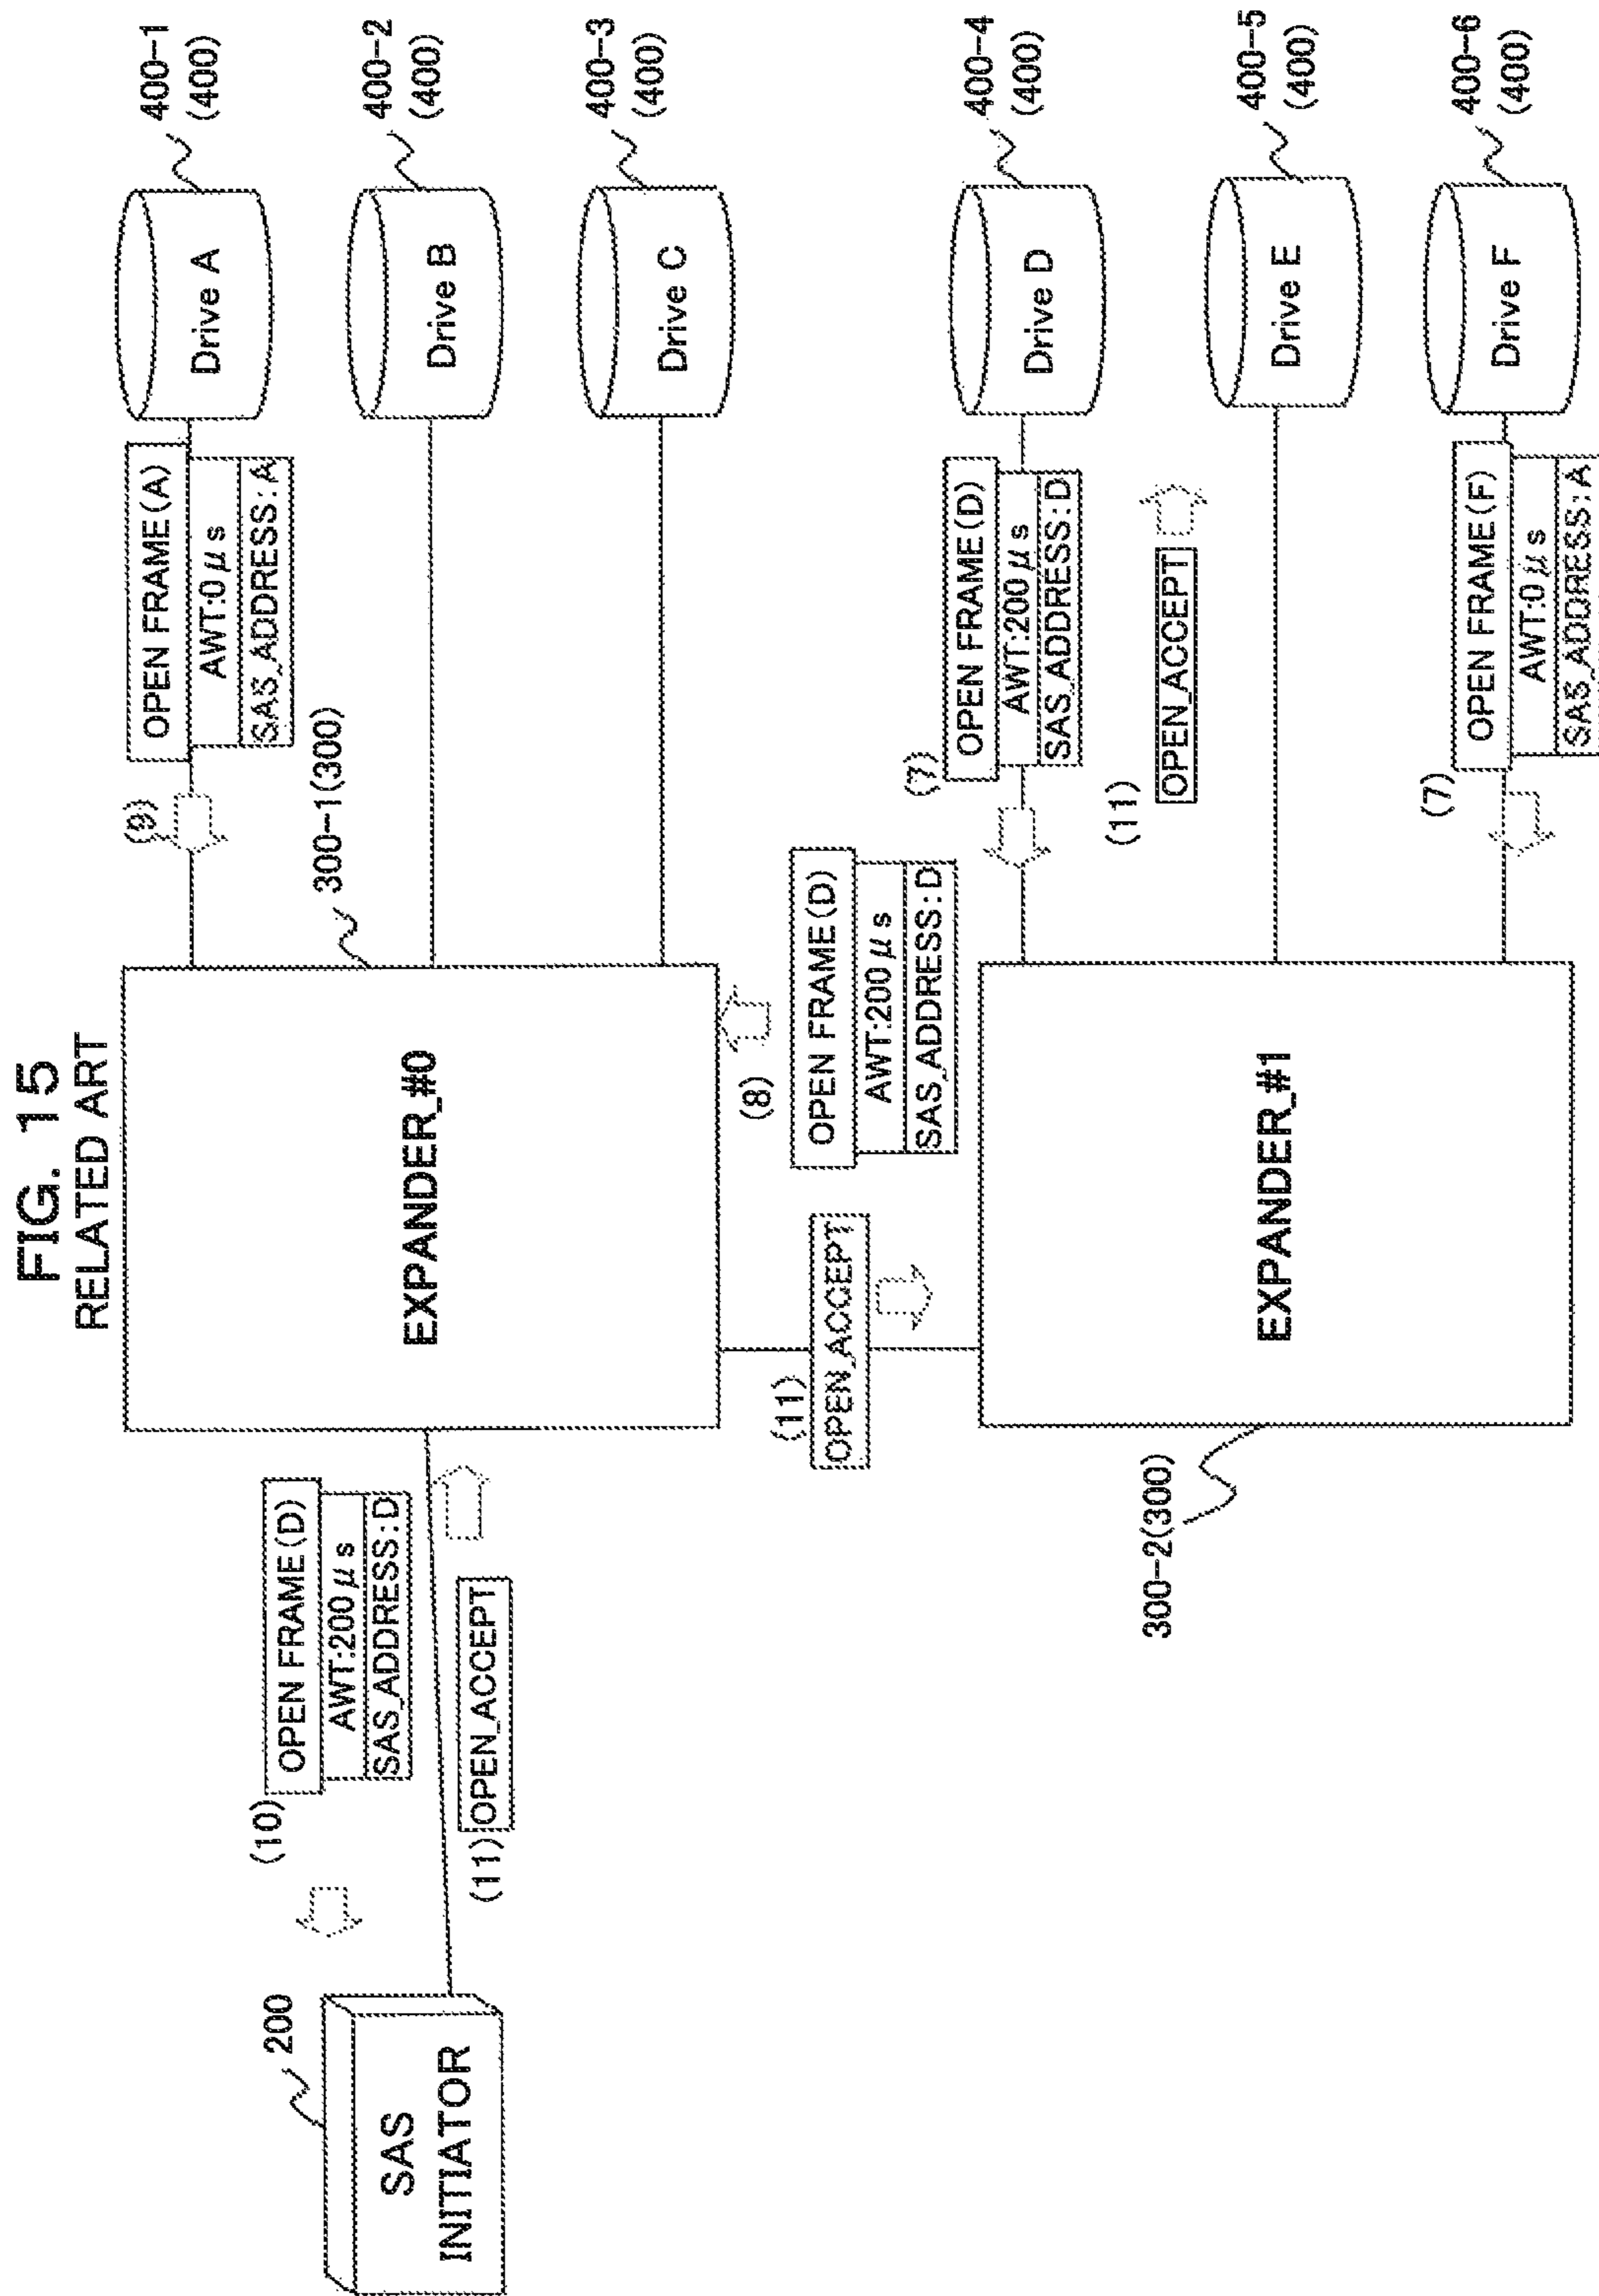 FIG. 15
RELATED ART
200
SAS
INITIATOR
(10)
OPEN FRAME(D)
AWT:200 μs
SAS_ADDRESS:D
(11)
OPEN_ACCEPT
EXPANDER_#0
300-1(300)
(9)
OPEN FRAME(A)
AWT:0 μs
SAS_ADDRESS:A
Drive A
400-1
(400)
Drive B
400-2
(400)
Drive C
400-3
(400)
(11)
OPEN_ACCEPT
(8)
OPEN FRAME(D)
AWT:200 μs
SAS_ADDRESS:D
EXPANDER_#1
300-2(300)
(7)
OPEN FRAME(D)
AWT:200 μs
SAS_ADDRESS:D
Drive D
400-4
(400)
(11)
OPEN_ACCEPT
Drive E
400-5
(400)
(7)
OPEN FRAME(F)
AWT:0 μs
SAS_ADDRESS:A
Drive F
400-6
(400)